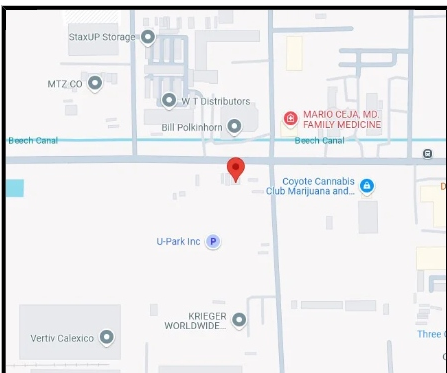 StaxUP Storage
MTZ CO
W T Distributors
Bill Polkinhorn
MARIO CEJA, MD,
FAMILY MEDICINE
Beech Canal
Beech Canal
Coyote Cannabis
Club Marijuana and...
D
U-Park Inc
P
KRIEGER
WORLDWIDE...
Vertiv Calexico
Three